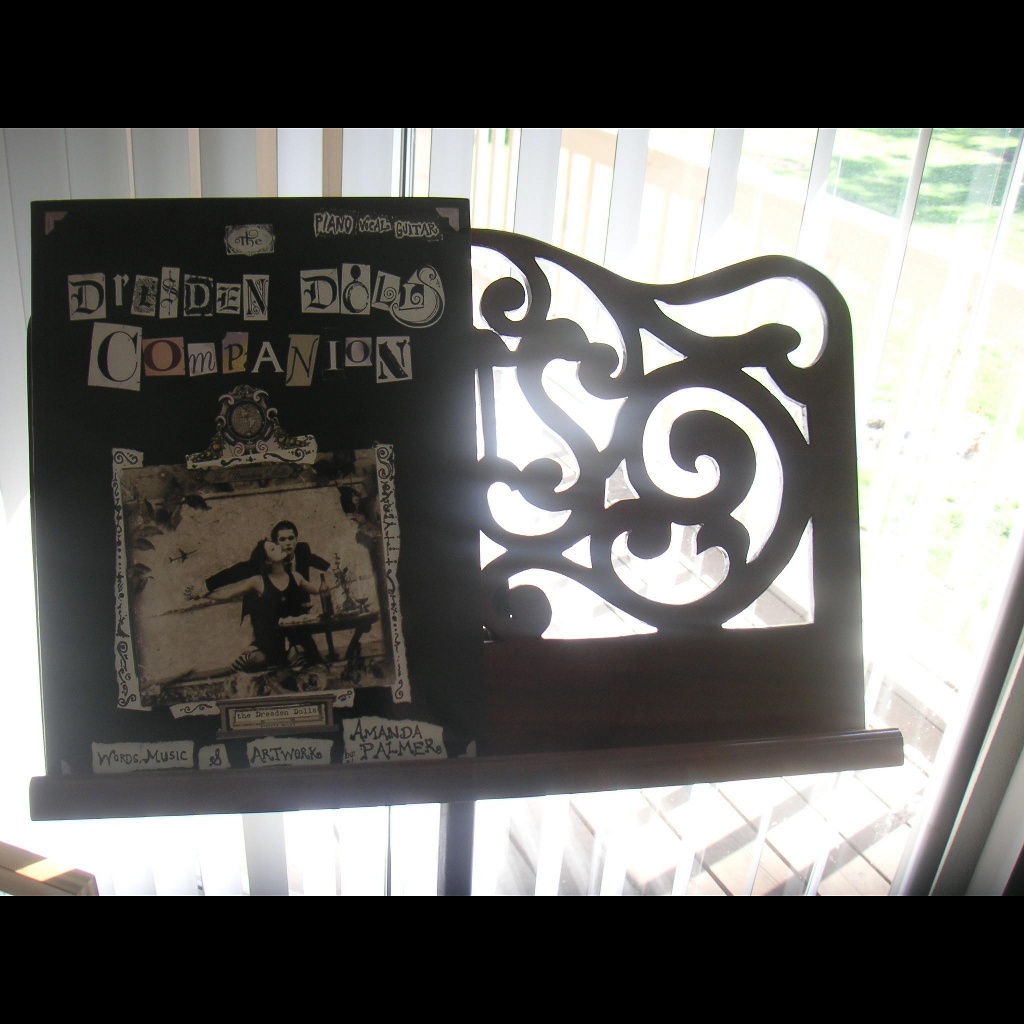 PIANO VOCAL GUITAR
The
DRESDEN DOLLS
COMPANION
the Dresden Dolls
WORDS, MUSIC & ARTWORK by: AMANDA PALMER